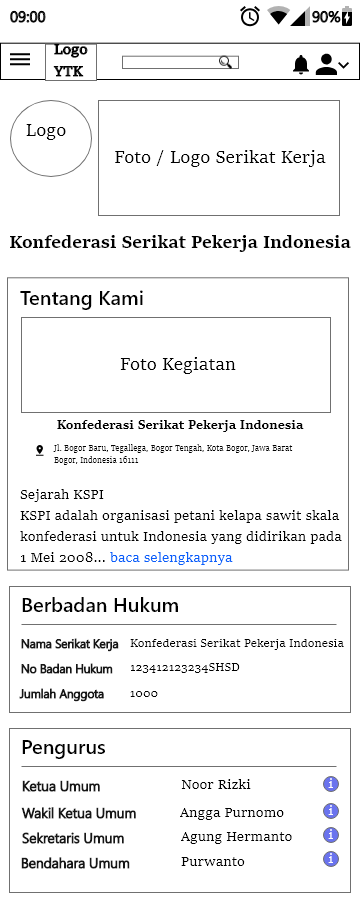 09:00
90%
Logo
YTK
Logo
Foto / Logo Serikat Kerja
Konfederasi Serikat Pekerja Indonesia
Tentang Kami
Foto Kegiatan
Konfederasi Serikat Pekerja Indonesia
Jl. Bogor Baru, Tegallega, Bogor Tengah, Kota Bogor, Jawa Barat
Bogor, Indonesia 16111
Sejarah KSPI
KSPI adalah organisasi petani kelapa sawit skala
konfederasi untuk Indonesia yang didirikan pada
1 Mei 2008... baca selengkapnya
Berbadan Hukum
Nama Serikat Kerja Konfederasi Serikat Pekerja Indonesia
No Badan Hukum 123412123234SHSD
Jumlah Anggota 1000
Pengurus
Ketua Umum Noor Rizki
Wakil Ketua Umum Angga Purnomo
Sekretaris Umum Agung Hermanto
Bendahara Umum Purwanto